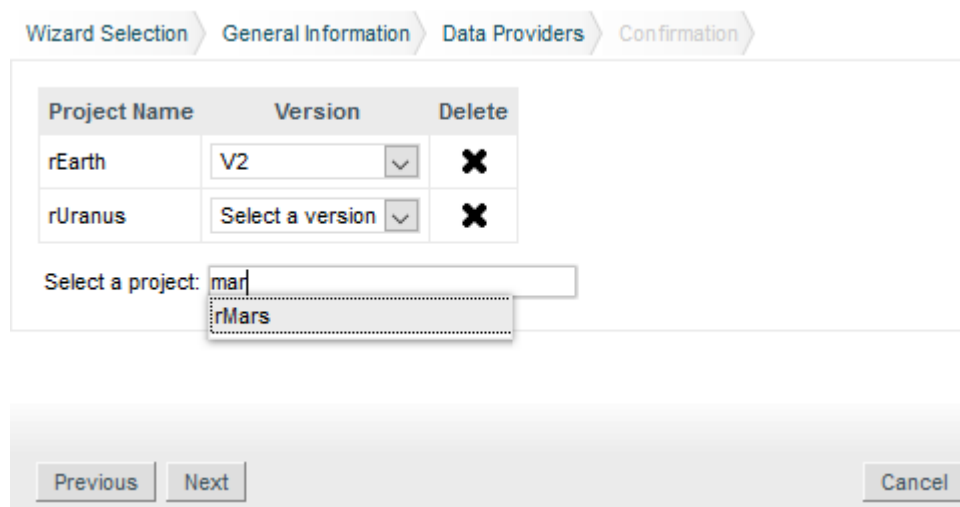 Wizard Selection General Information Data Providers Confirmation
Project Name Version Delete
rEarth V2
rUranus Select a version
Select a project: mar
rMars
Previous Next Cancel